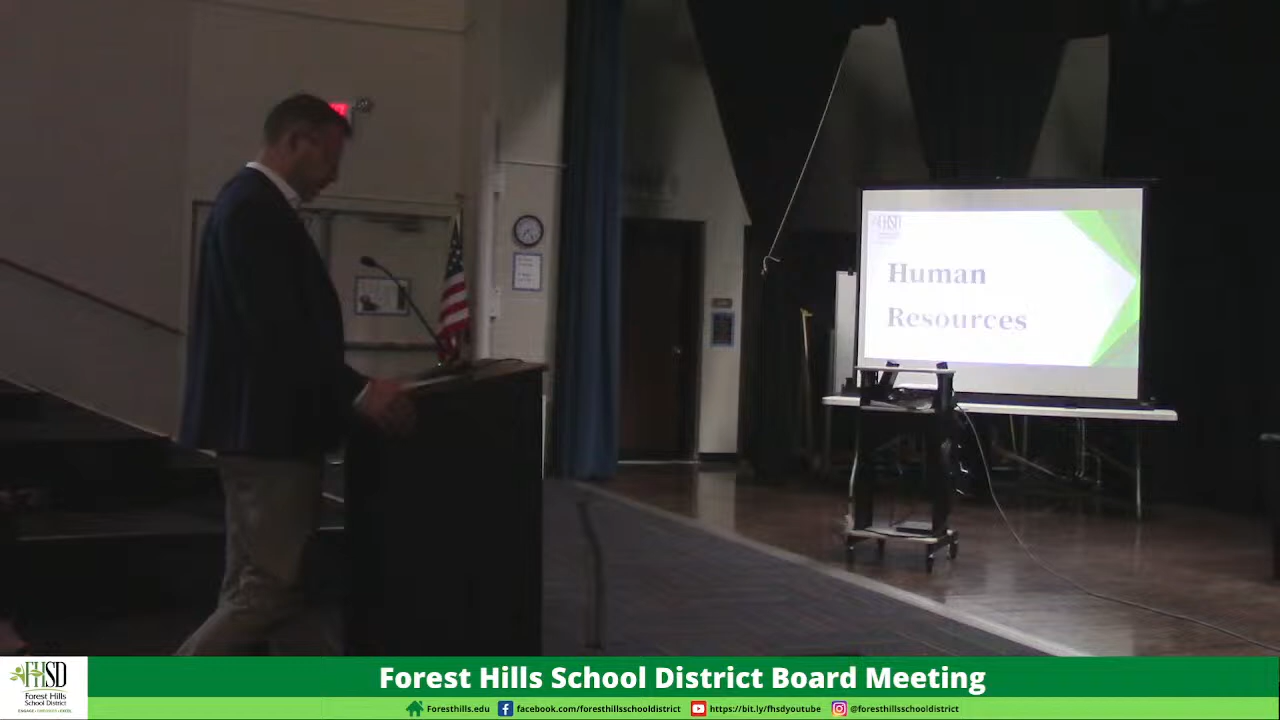 FHSD
Human
Resources
FHSD
Forest Hills
School District
Forest Hills School District Board Meeting
Foresthills.edu
facebook.com/foresthillsschooldistrict
https://bit.ly/fhsdyoutube
@foresthillsschooldistrict